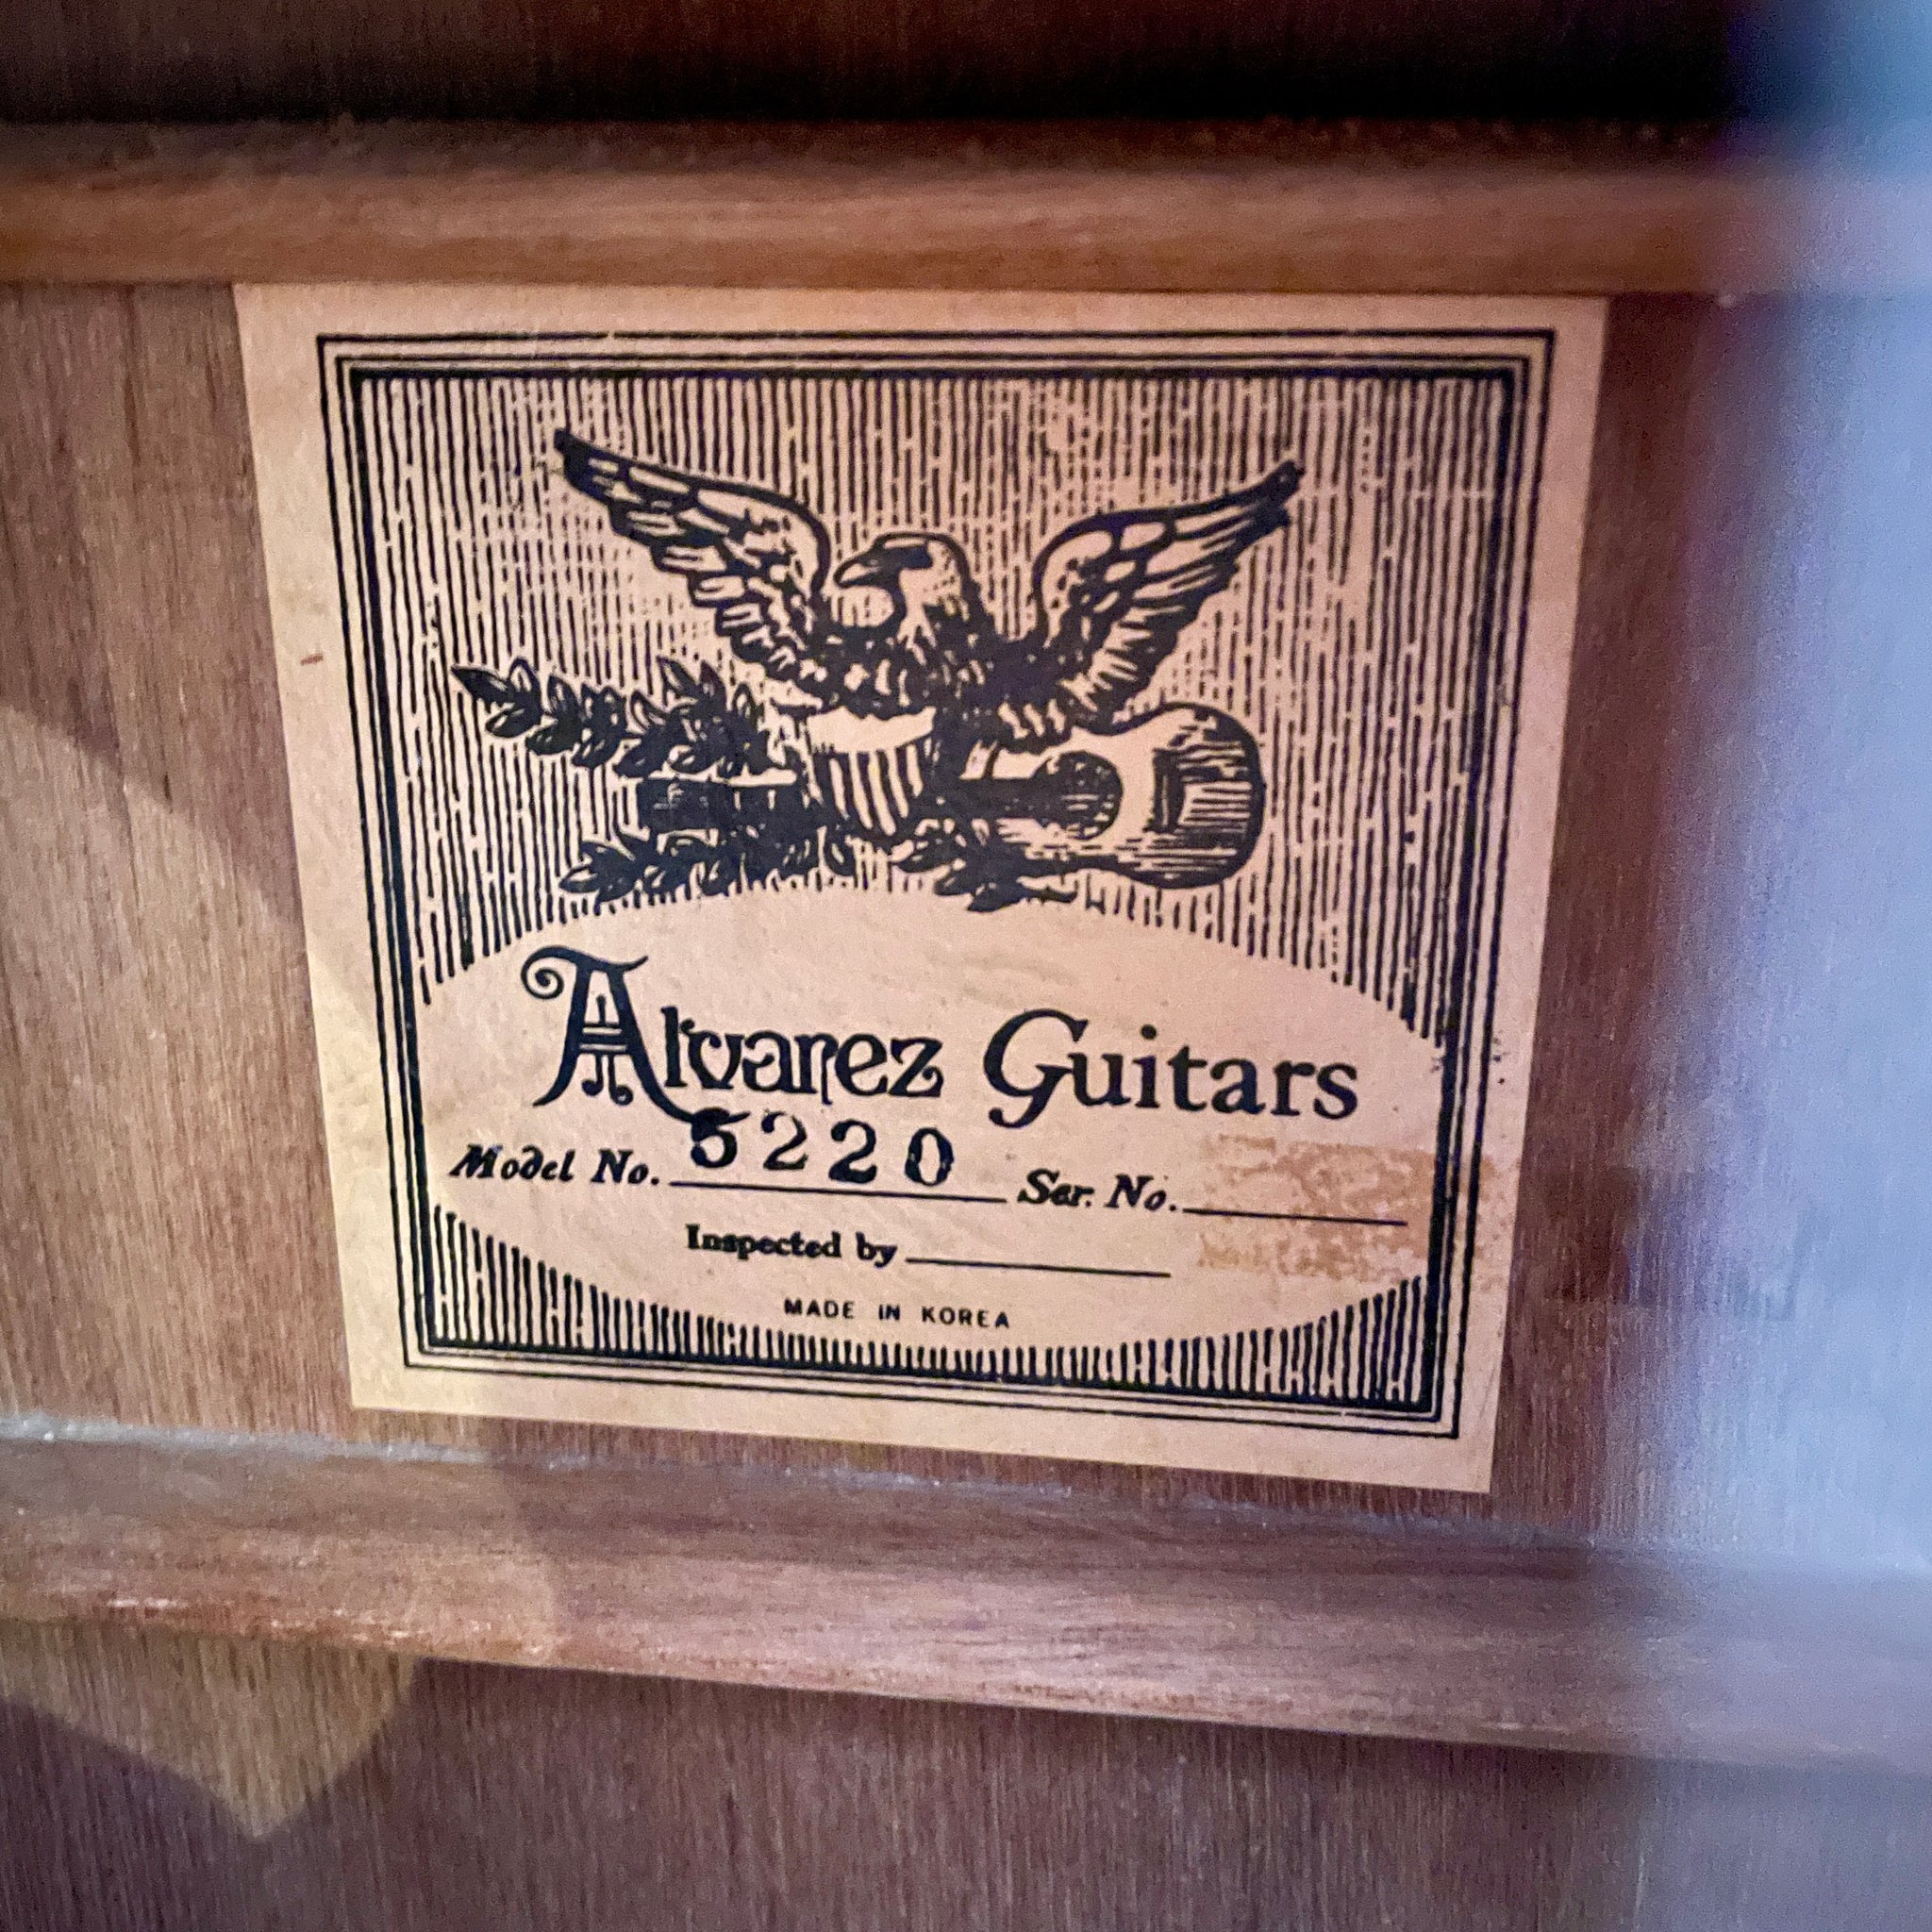 Alvarez Guitars
Model No. 5220 Ser. No.
Inspected by
MADE IN KOREA